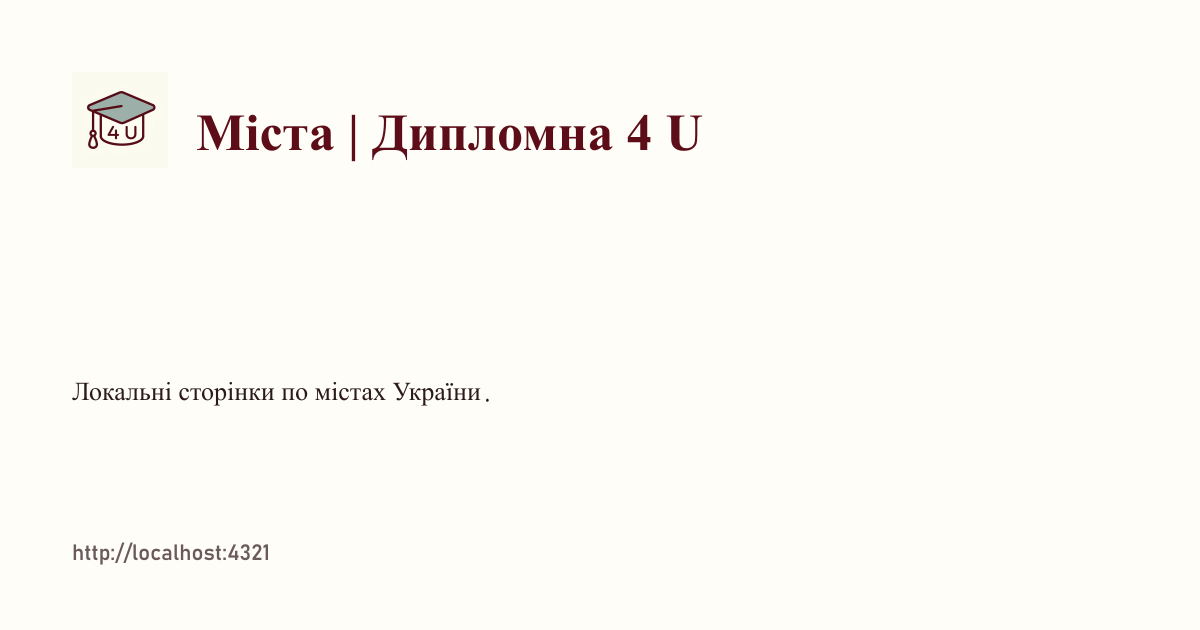 4 U
Міста | Дипломна 4 U
Локальні сторінки по містах України.
http://localhost:4321